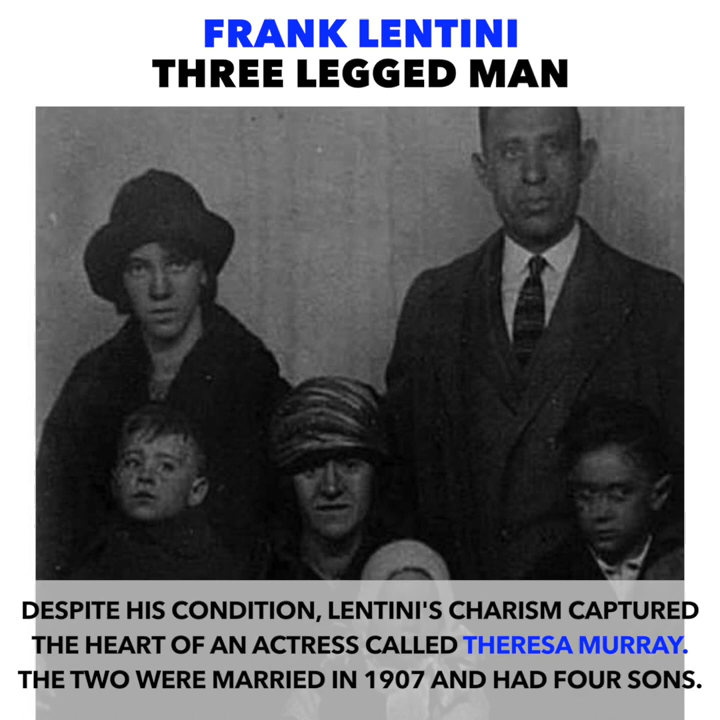 FRANK LENTINI
THREE LEGGED MAN
DESPITE HIS CONDITION, LENTINI'S CHARISM CAPTURED
THE HEART OF AN ACTRESS CALLED THERESA MURRAY.
THE TWO WERE MARRIED IN 1907 AND HAD FOUR SONS.